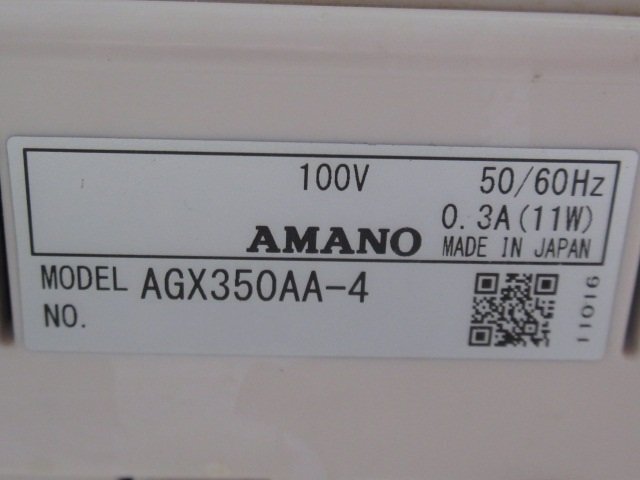 100V 50/60Hz
0.3A(11W)
AMANO MADE IN JAPAN
MODEL AGX350AA-4
NO.
11016